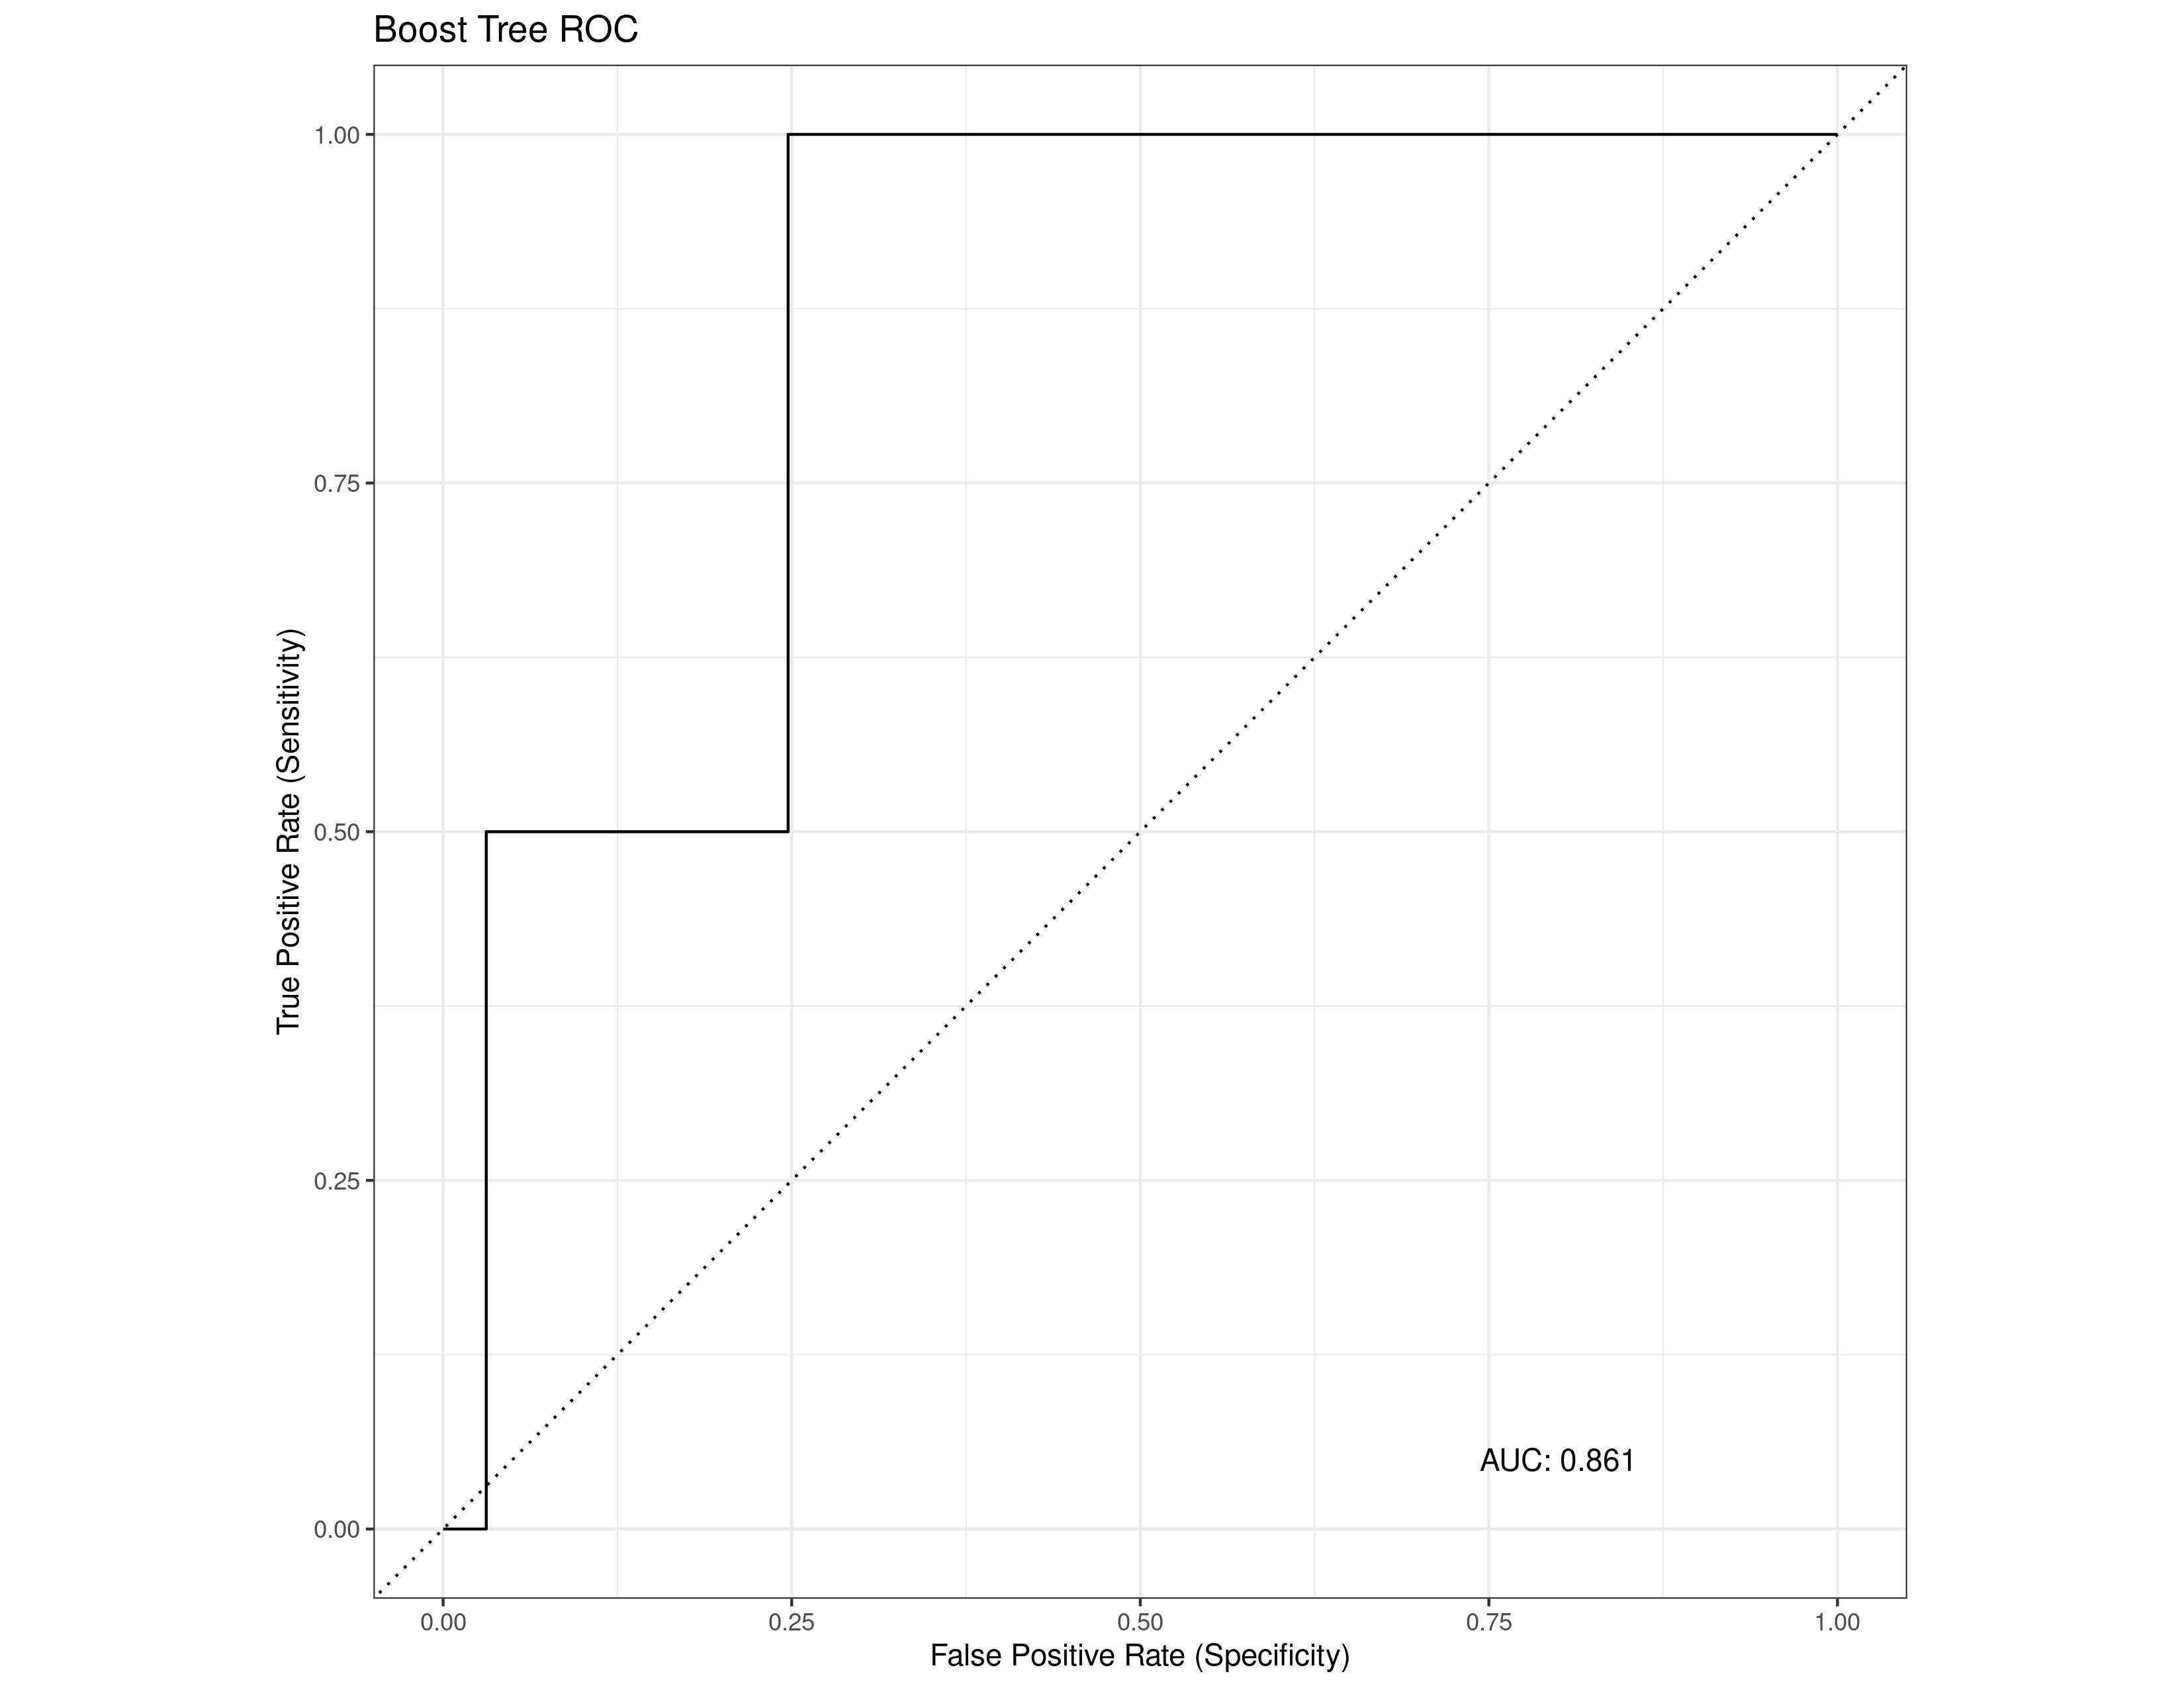 Boost Tree ROC
True Positive Rate (Sensitivity)
1.00
0.75
0.50
0.25
0.00
AUC: 0.861
0.00 0.25 0.50 0.75 1.00
False Positive Rate (Specificity)